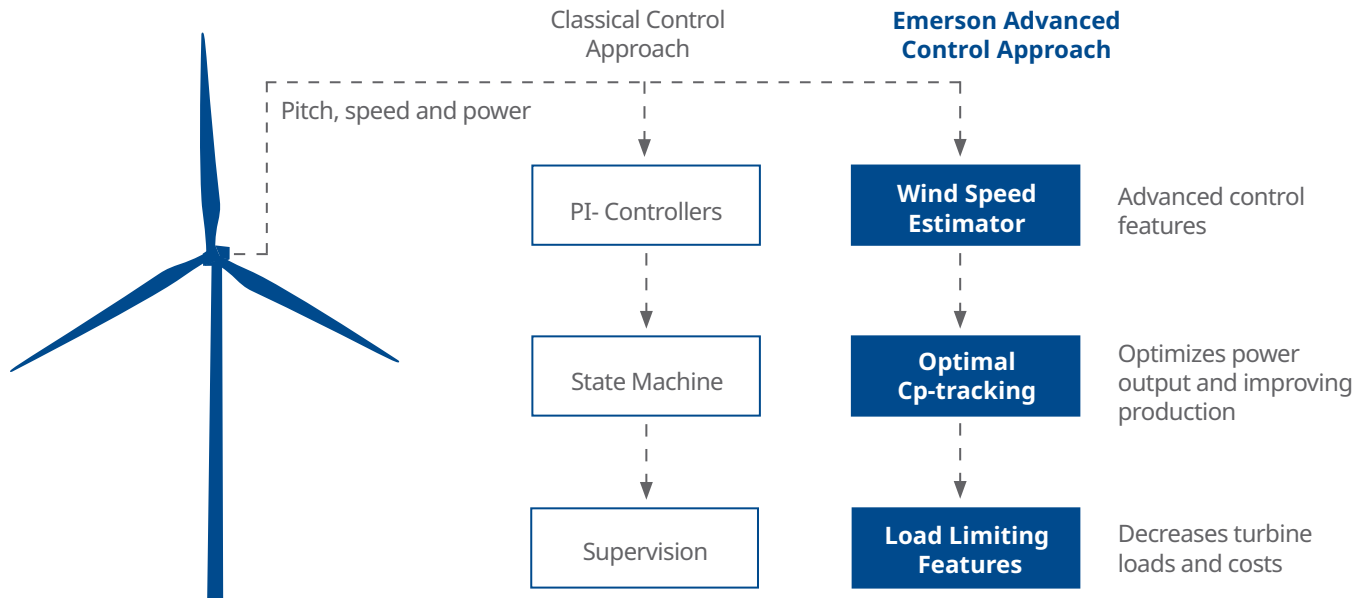 Classical Control
Approach
Emerson Advanced
Control Approach
Pitch, speed and power
PI- Controllers
Wind Speed
Estimator
Advanced control
features
State Machine
Optimal
Cp-tracking
Optimizes power
output and improving
production
Supervision
Load Limiting
Features
Decreases turbine
loads and costs